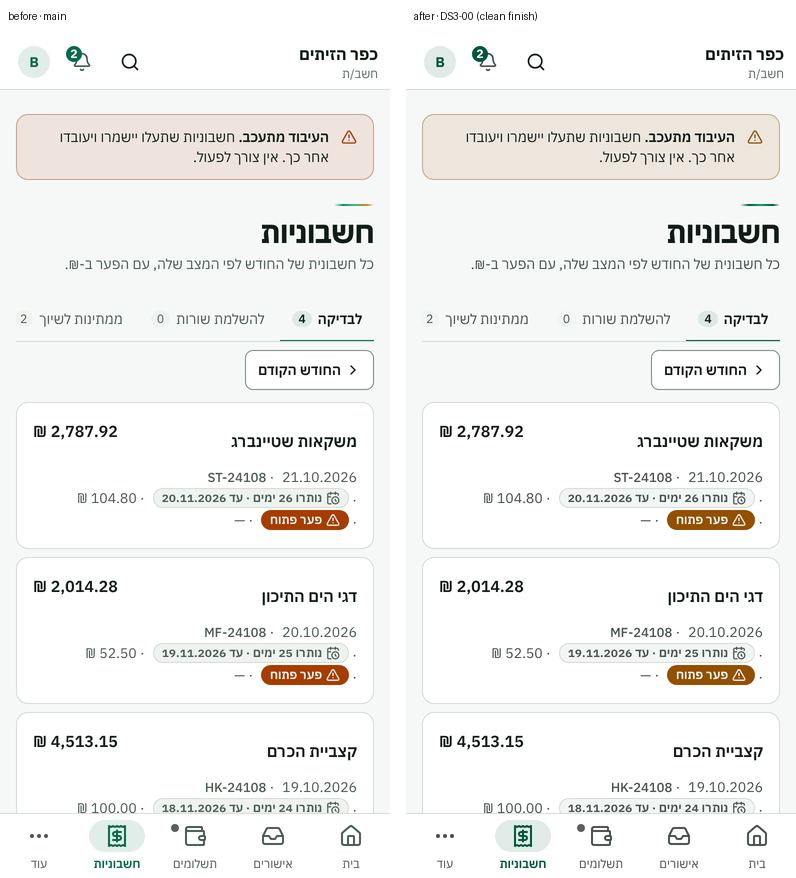 before · main
כפר הזיתים
חשב/ת
2
B
העיבוד מתעכב. חשבוניות שתעלו יישמרו ויעובדו
אחר כך. אין צורך לפעול.
חשבוניות
כל חשבונית של החודש לפי המצב שלה, עם הפער ב-₪.
לבדיקה 4 להשלמת שורות 0 ממתינות לשיוך 2
החודש הקודם
משקאות שטיינברג
2,787.92 ₪
21.10.2026 · ST-24108
· נותרו 26 ימים · עד 20.11.2026 · 104.80 ₪
· פער פתוח · —
דגי הים התיכון
2,014.28 ₪
20.10.2026 · MF-24108
· נותרו 25 ימים · עד 19.11.2026 · 52.50 ₪
· פער פתוח · —
קצביית הכרם
4,513.15 ₪
19.10.2026 · HK-24108
· נותרו 24 ימים · עד 18.11.2026 · 100.00 ₪
בית אישורים תשלומים חשבוניות עוד
after · DS3-00 (clean finish)
כפר הזיתים
חשב/ת
2
B
העיבוד מתעכב. חשבוניות שתעלו יישמרו ויעובדו
אחר כך. אין צורך לפעול.
חשבוניות
כל חשבונית של החודש לפי המצב שלה, עם הפער ב-₪.
לבדיקה 4 להשלמת שורות 0 ממתינות לשיוך 2
החודש הקודם
משקאות שטיינברג
2,787.92 ₪
21.10.2026 · ST-24108
· נותרו 26 ימים · עד 20.11.2026 · 104.80 ₪
· פער פתוח · —
דגי הים התיכון
2,014.28 ₪
20.10.2026 · MF-24108
· נותרו 25 ימים · עד 19.11.2026 · 52.50 ₪
· פער פתוח · —
קצביית הכרם
4,513.15 ₪
19.10.2026 · HK-24108
· נותרו 24 ימים · עד 18.11.2026 · 100.00 ₪
בית אישורים תשלומים חשבוניות עוד